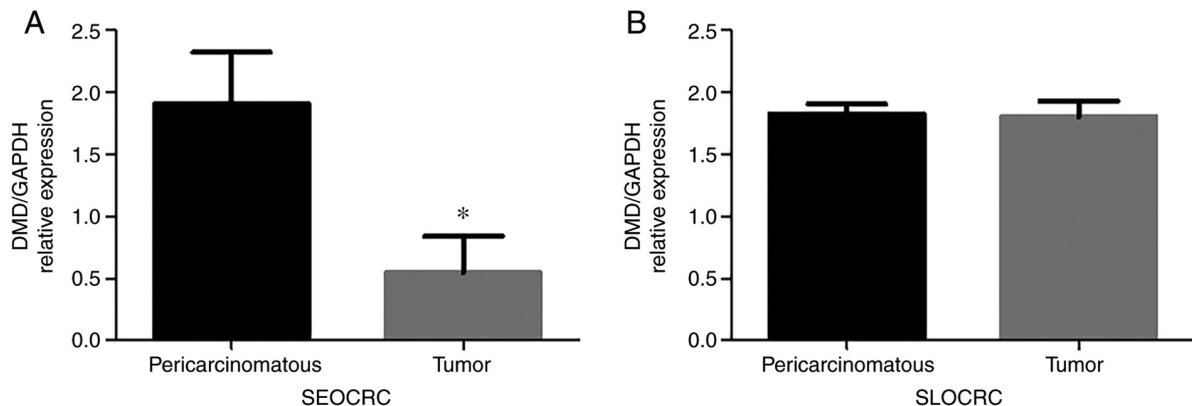 A
DMD/GAPDH
relative expression
2.5
2.0
1.5
1.0
0.5
0.0
*
Pericarcinomatous
Tumor
SEOCRC
B
DMD/GAPDH
relative expression
2.5
2.0
1.5
1.0
0.5
0.0
Pericarcinomatous
Tumor
SLOCRC